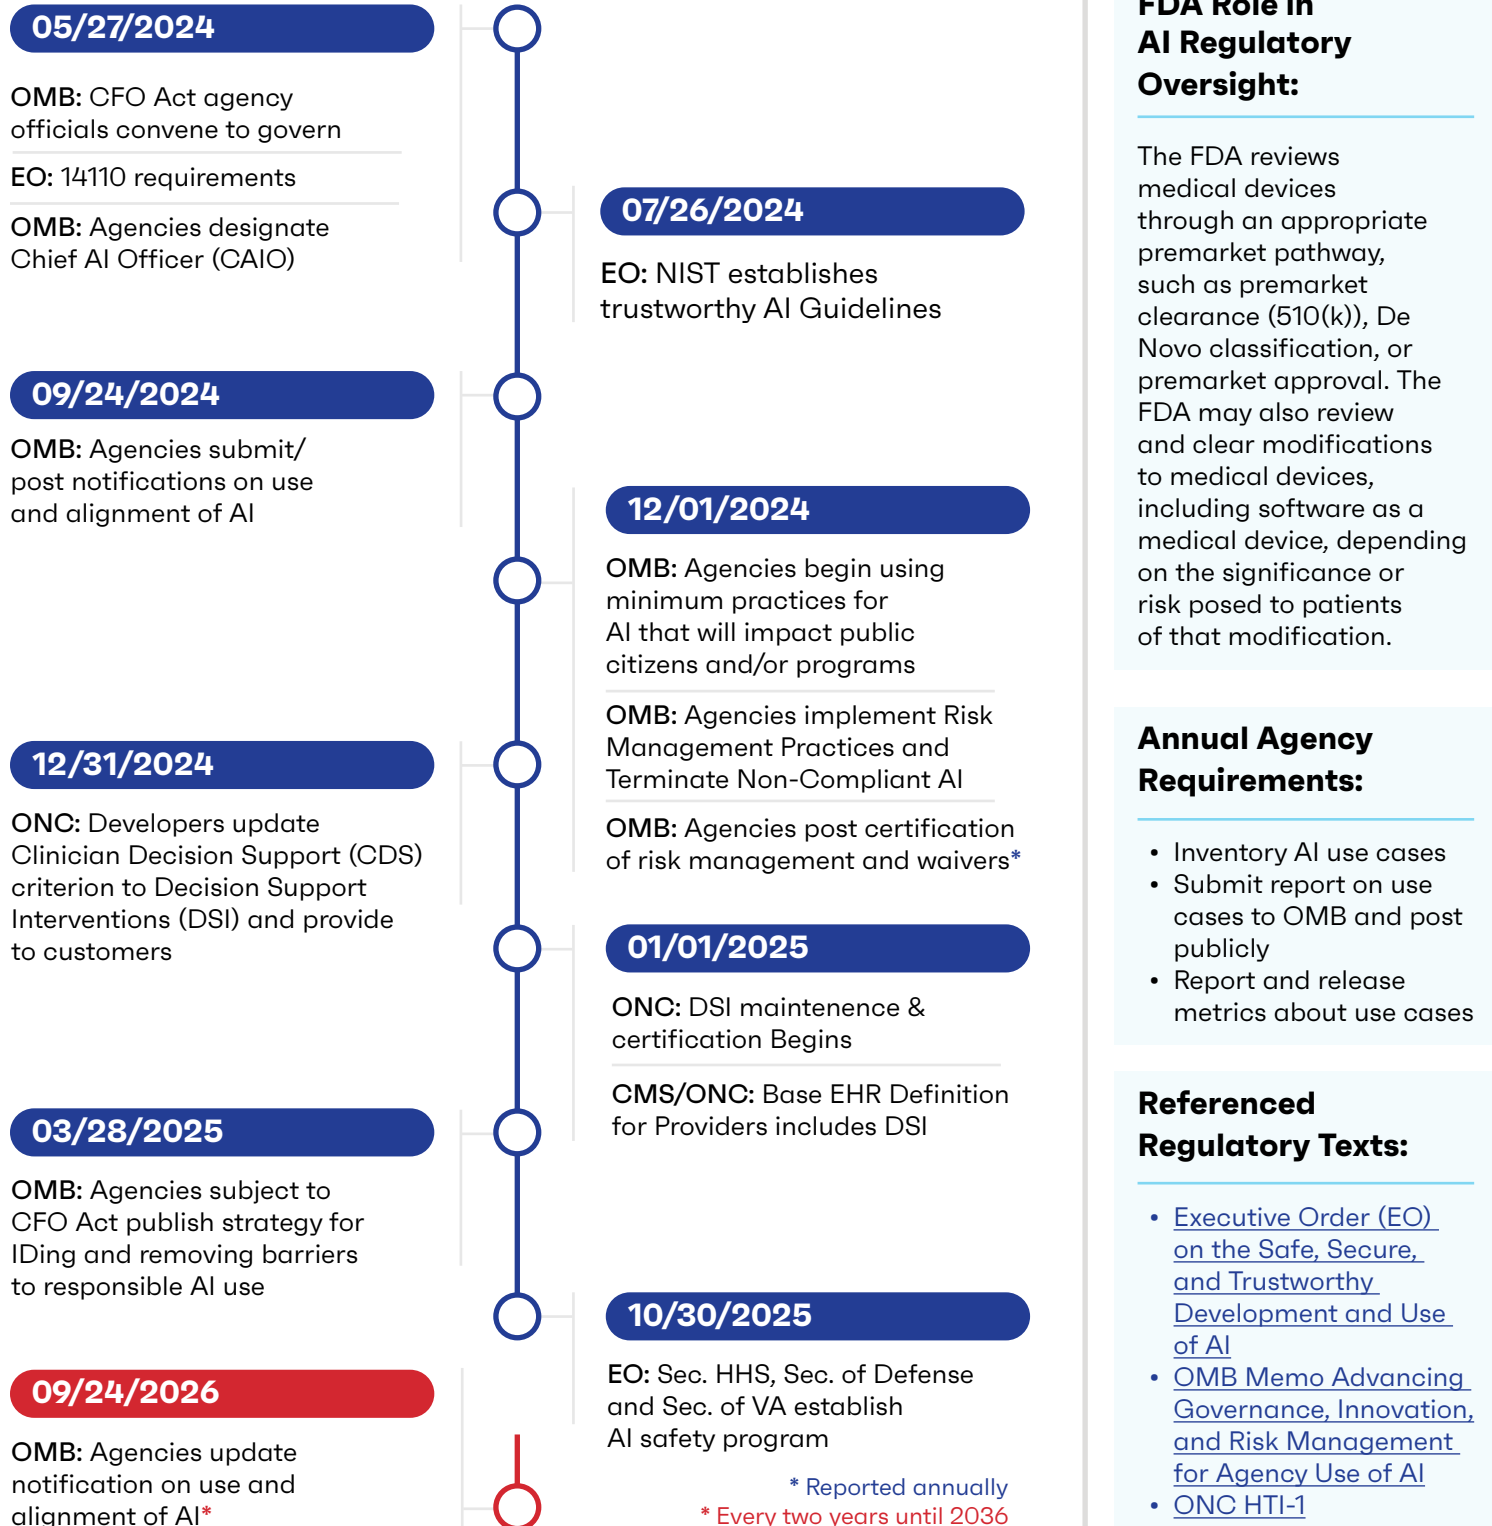 05/27/2024
OMB: CFO Act agency
officials convene to govern
EO: 14110 requirements
OMB: Agencies designate
Chief AI Officer (CAIO)
07/26/2024
EO: NIST establishes
trustworthy AI Guidelines
09/24/2024
OMB: Agencies submit/
post notifications on use
and alignment of AI
12/01/2024
OMB: Agencies begin using
minimum practices for
AI that will impact public
citizens and/or programs
OMB: Agencies implement Risk
Management Practices and
Terminate Non-Compliant AI
OMB: Agencies post certification
of risk management and waivers*
12/31/2024
ONC: Developers update
Clinician Decision Support (CDS)
criterion to Decision Support
Interventions (DSI) and provide
to customers
01/01/2025
ONC: DSI maintenence &
certification Begins
CMS/ONC: Base EHR Definition
for Providers includes DSI
03/28/2025
OMB: Agencies subject to
CFO Act publish strategy for
IDing and removing barriers
to responsible AI use
10/30/2025
EO: Sec. HHS, Sec. of Defense
and Sec. of VA establish
AI safety program
09/24/2026
OMB: Agencies update
notification on use and
alignment of AI*
* Reported annually
* Every two years until 2036
FDA Role in
AI Regulatory
Oversight:
The FDA reviews
medical devices
through an appropriate
premarket pathway,
such as premarket
clearance (510(k)), De
Novo classification, or
premarket approval. The
FDA may also review
and clear modifications
to medical devices,
including software as a
medical device, depending
on the significance or
risk posed to patients
of that modification.
Annual Agency
Requirements:
• Inventory AI use cases
• Submit report on use
cases to OMB and post
publicly
• Report and release
metrics about use cases
Referenced
Regulatory Texts:
• Executive Order (EO)
on the Safe, Secure,
and Trustworthy
Development and Use
of AI
• OMB Memo Advancing
Governance, Innovation,
and Risk Management
for Agency Use of AI
• ONC HTI-1